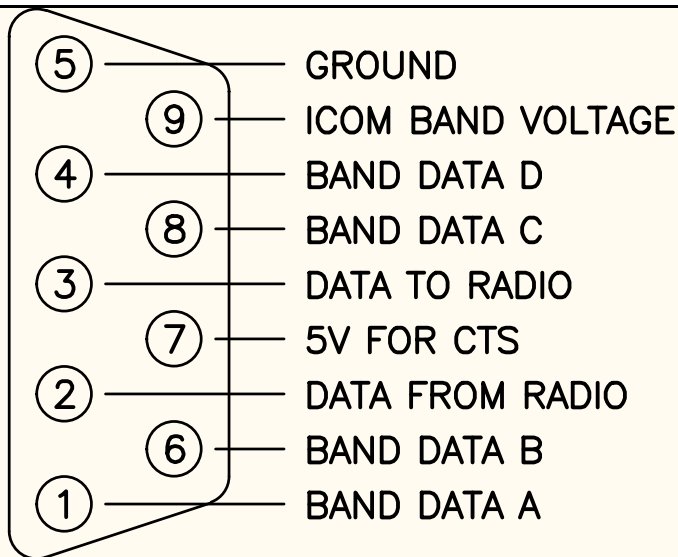 5 GROUND
9 ICOM BAND VOLTAGE
4 BAND DATA D
8 BAND DATA C
3 DATA TO RADIO
7 5V FOR CTS
2 DATA FROM RADIO
6 BAND DATA B
1 BAND DATA A